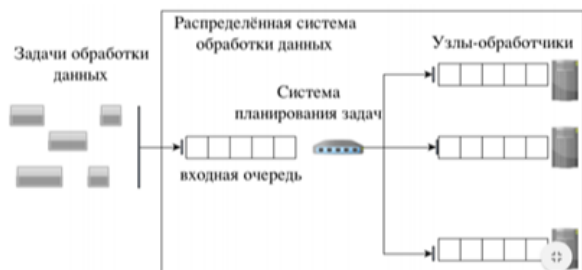 Распределённая система
обработки данных
Задачи обработки
данных
Узлы-обработчики
Система
планирования задач
входная очередь